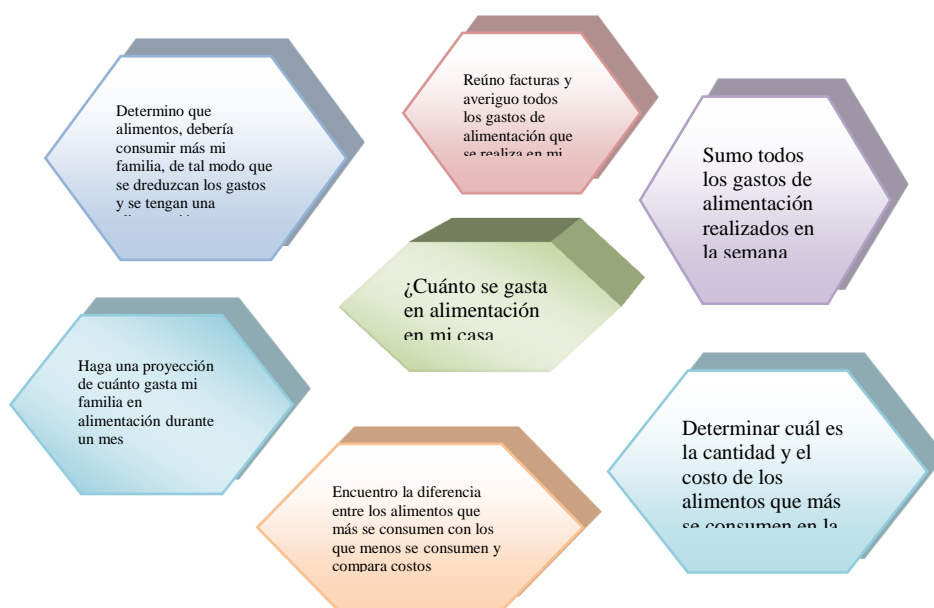 Determino que
alimentos, debería
consumir más mi
familia, de tal modo que
se dreduzcan los gastos
y se tengan una
Reúno facturas y
averiguo todos
los gastos de
alimentación que
se realiza en mi
Sumo todos
los gastos de
alimentación
realizados en
la semana
¿Cuánto se gasta
en alimentación
en mi casa
Haga una proyección
de cuánto gasta mi
familia en
alimentación durante
un mes
Determinar cuál es
la cantidad y el
costo de los
alimentos que más
se consumen en la
Encuentro la diferencia
entre los alimentos que
más se consumen con los
que menos se consumen y
compara costos